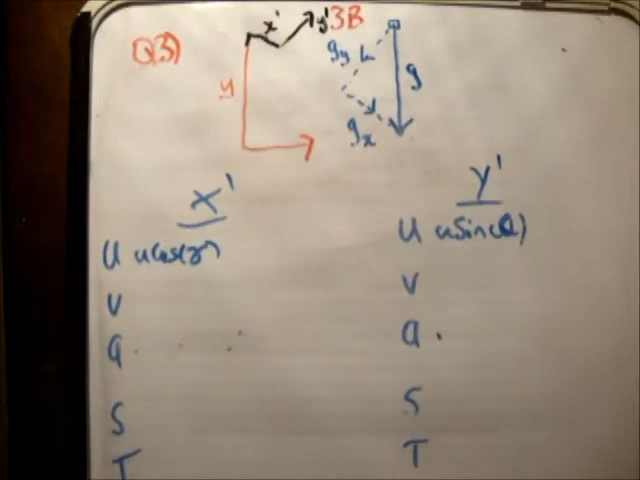 Q3) x' y' 3B
y gy g
gx
x' y'
u ucos(α) u usin(α)
v v
a a
s s
T T